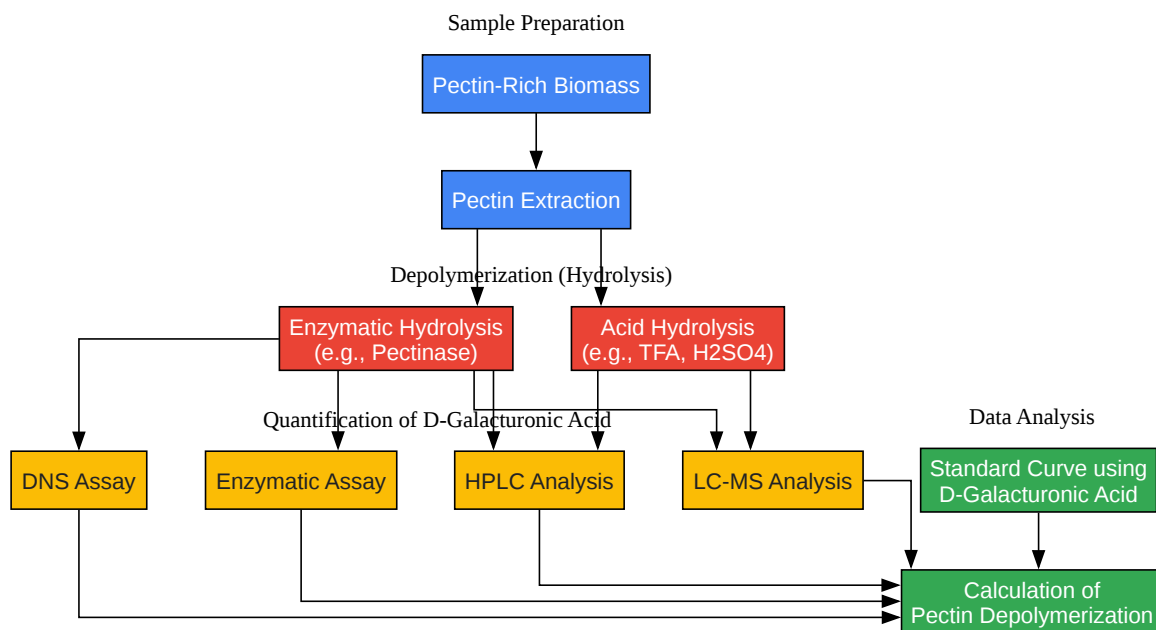 Sample Preparation
Pectin-Rich Biomass
Pectin Extraction
Depolymerization (Hydrolysis)
Enzymatic Hydrolysis
(e.g., Pectinase)
Acid Hydrolysis
(e.g., TFA, H2SO4)
Quantification of D-Galacturonic Acid
Data Analysis
DNS Assay
Enzymatic Assay
HPLC Analysis
LC-MS Analysis
Standard Curve using
D-Galacturonic Acid
Calculation of
Pectin Depolymerization